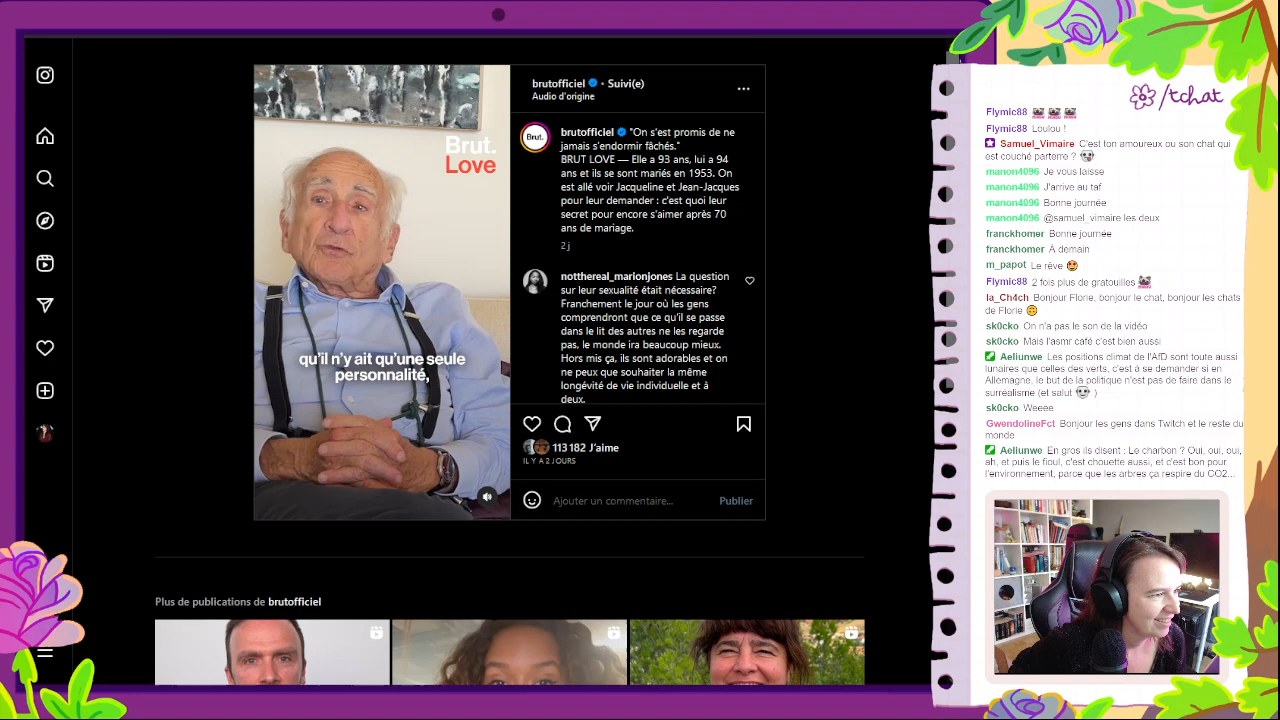 brutofficiel • Suivi(e)
Audio d'origine
Brut.
Love
Brut.
brutofficiel "On s'est promis de ne
jamais s'endormir fâchés."
BRUT LOVE — Elle a 93 ans, lui a 94
ans et ils se sont mariés en 1953. On
est allé voir Jacqueline et Jean-Jacques
pour leur demander : c'est quoi leur
secret pour encore s'aimer après 70
ans de mariage.
2 j
notthereal_marionjones La question
sur leur sexualité était nécessaire?
Franchement le jour où les gens
comprendront que ce qu'il se passe
dans le lit des autres ne les regarde
pas, le monde ira beaucoup mieux.
Hors mis ça, ils sont adorables et on
ne peux que souhaiter la même
longévité de vie individuelle et à
deux.
qu'il n'y ait qu'une seule
personnalité,
113 182 J'aime
IL Y A 2 JOURS
Ajouter un commentaire... Publier
Plus de publications de brutofficiel
/tchat
Flymic88
Flymic88 Loulou !
Samuel_Vimaire C'est ton amoureux ou son chat qui
est couché parterre ?
manon4096 Je vous laisse
manon4096 J'arrive au taf
manon4096 Bonne journée
manon4096 @samuel_vimaire les deux
franckhomer Bonne journée
franckhomer À demain
m_papot Le rêve
Flymic88 2 fois plus de gratouilles
la_Ch4ch Bonjour Florie, bonjour le chat, bonjour les chats
de Florie
sk0cko On n'a pas le son de la vidéo
sk0cko Mais l'asmr café c'est bien aussi
Aeliunwe Les positions climat de l'AfD sont toute aussi
lunaires que celles des verts, c'est à se demander si en
Allemagne, le but de la politique n'est pas de faire dans le
surréalisme (et salut )
sk0cko Weeee
GwendolineFct Bonjour les gens dans Twitch et le reste du
monde
Aeliunwe En gros ils disent : Le charbon ? Oui, oui, oui,
ah, et puis le fioul, c'est chouette aussi, et c'est bon pour
l'environnement, parce que les arbres ça respire du CO2...